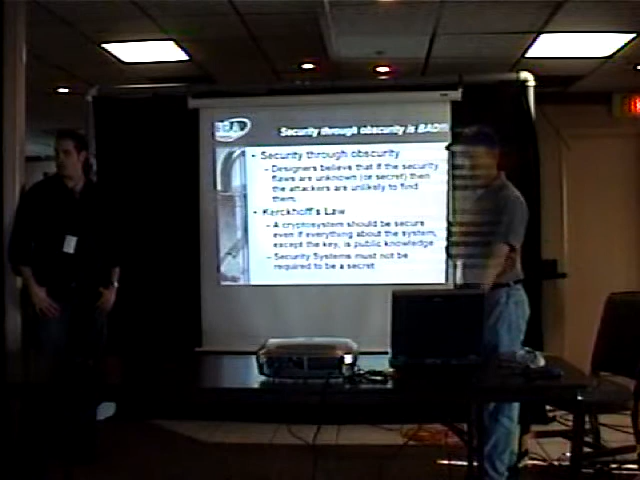 Security through obscurity is BAD!!!
• Security through obscurity
– Designers believe that if the security
flaws are unknown (or secret) then
the attackers are unlikely to find
them.
• Kerckhoff's Law
– A cryptosystem should be secure
even if everything about the system,
except the key, is public knowledge
– Security Systems must not be
required to be a secret